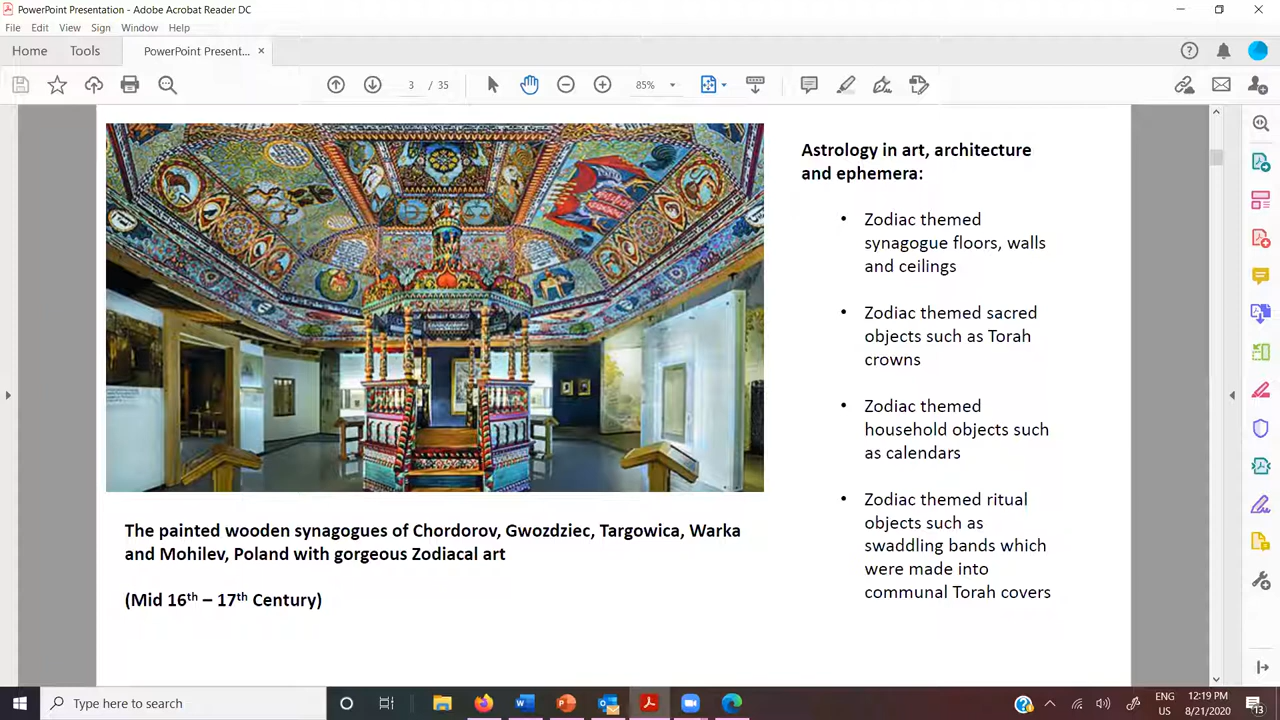 PowerPoint Presentation - Adobe Acrobat Reader DC
File Edit View Sign Window Help
Home Tools PowerPoint Present... ×
3 / 35 85%
Astrology in art, architecture
and ephemera:
• Zodiac themed
synagogue floors, walls
and ceilings
• Zodiac themed sacred
objects such as Torah
crowns
• Zodiac themed
household objects such
as calendars
• Zodiac themed ritual
objects such as
swaddling bands which
were made into
communal Torah covers
The painted wooden synagogues of Chordorov, Gwozdziec, Targowica, Warka
and Mohilev, Poland with gorgeous Zodiacal art
(Mid 16th – 17th Century)
Type here to search
ENG
US
12:19 PM
8/21/2020
13